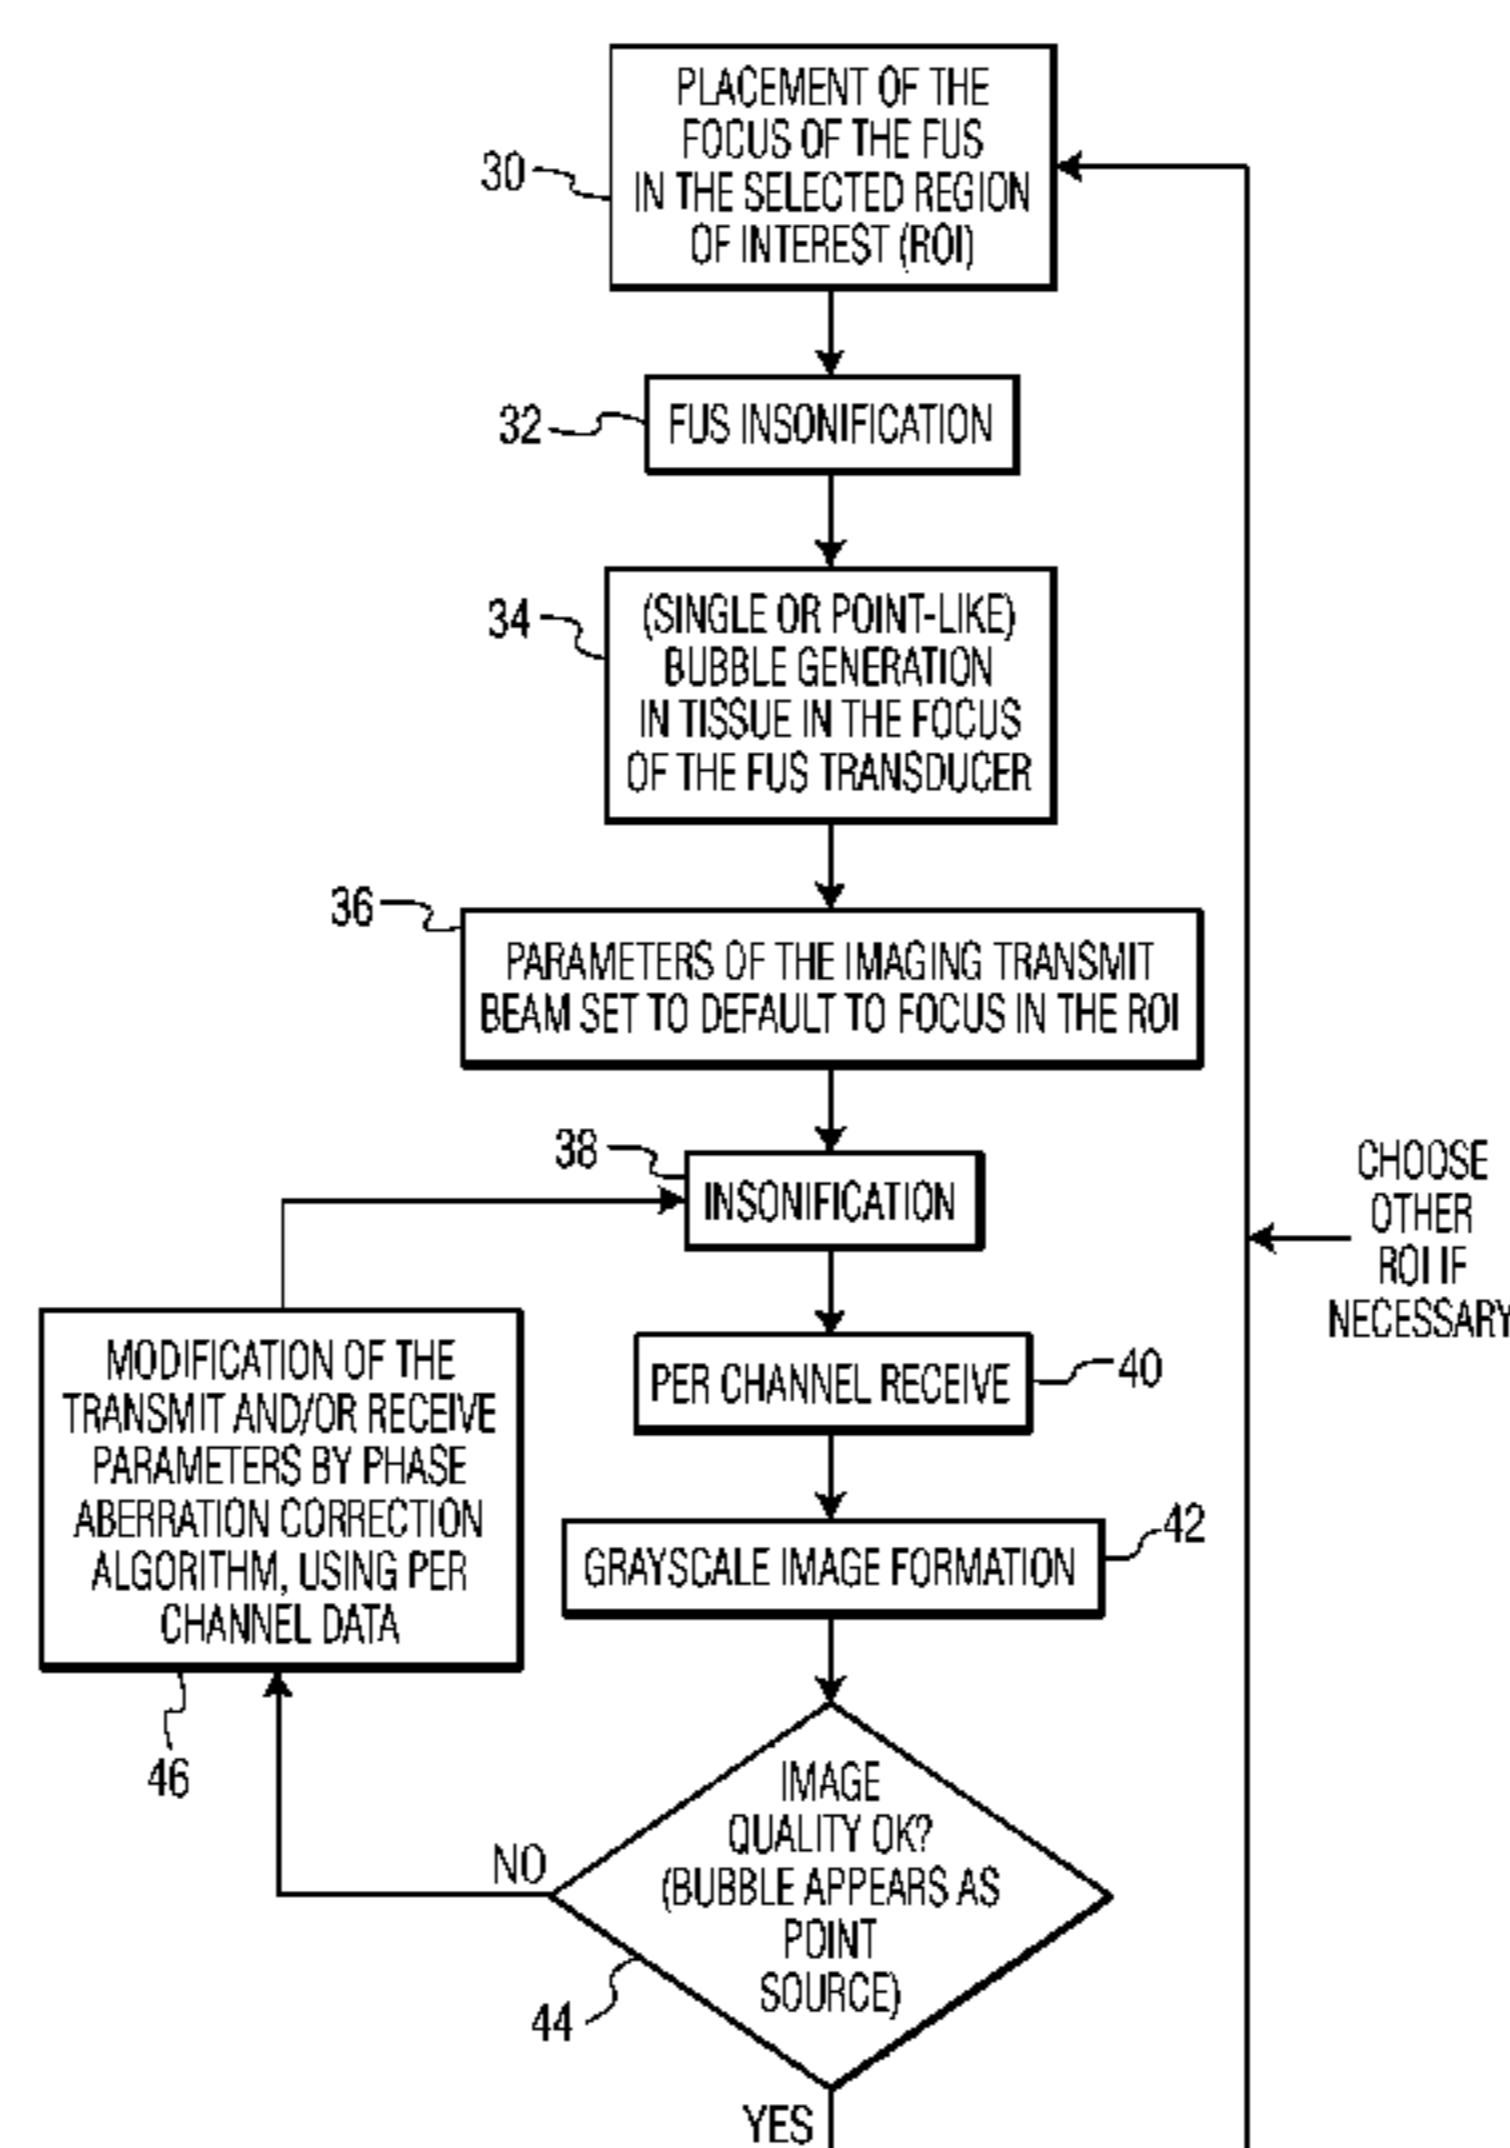 PLACEMENT OF THE
FOCUS OF THE FUS
IN THE SELECTED REGION
OF INTEREST (ROI)
30
FUS INSONIFICATION
32
(SINGLE OR POINT-LIKE)
BUBBLE GENERATION
IN TISSUE IN THE FOCUS
OF THE FUS TRANSDUCER
34
36
PARAMETERS OF THE IMAGING TRANSMIT
BEAM SET TO DEFAULT TO FOCUS IN THE ROI
38
INSONIFICATION
CHOOSE
OTHER
ROI IF
NECESSARY
PER CHANNEL RECEIVE
40
MODIFICATION OF THE
TRANSMIT AND/OR RECEIVE
PARAMETERS BY PHASE
ABERRATION CORRECTION
ALGORITHM, USING PER
CHANNEL DATA
46
GRAYSCALE IMAGE FORMATION
42
IMAGE
QUALITY OK?
(BUBBLE APPEARS AS
POINT
SOURCE)
NO
44
YES